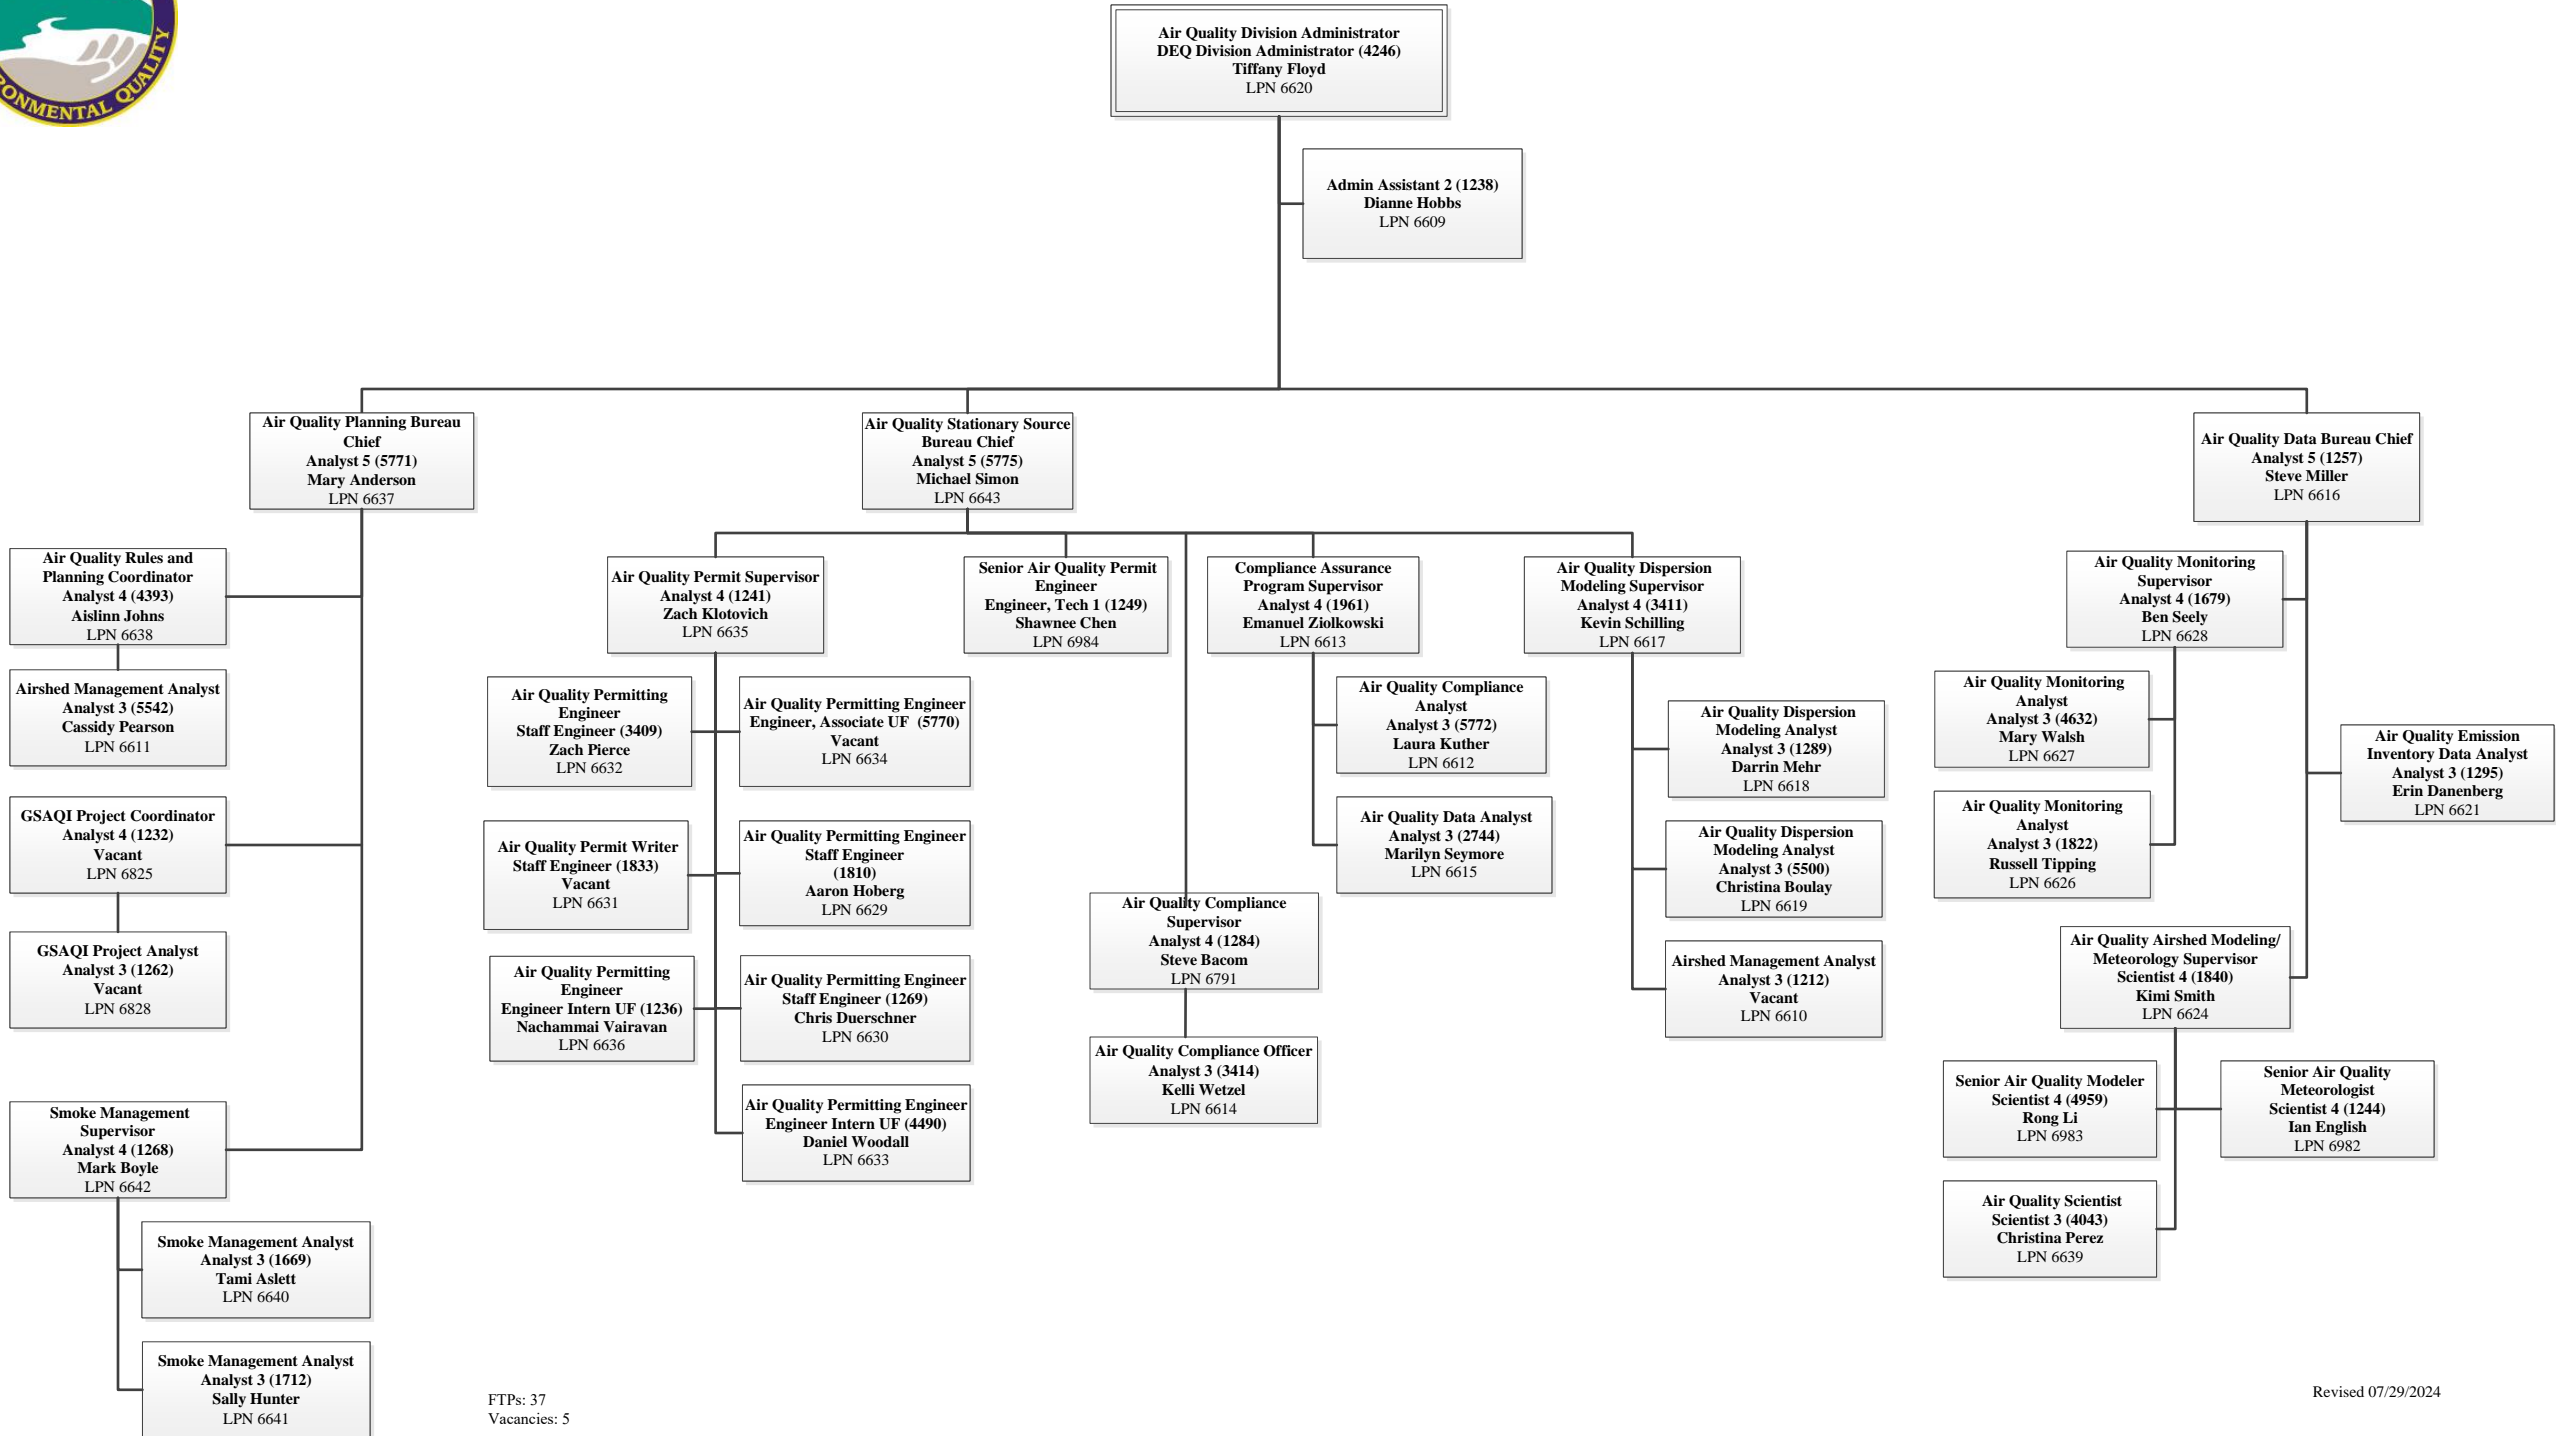 ONMENTAL QUALITY
Air Quality Division Administrator
DEQ Division Administrator (4246)
Tiffany Floyd
LPN 6620
Admin Assistant 2 (1238)
Dianne Hobbs
LPN 6609
Air Quality Planning Bureau
Chief
Analyst 5 (5771)
Mary Anderson
LPN 6637
Air Quality Stationary Source
Bureau Chief
Analyst 5 (5775)
Michael Simon
LPN 6643
Air Quality Data Bureau Chief
Analyst 5 (1257)
Steve Miller
LPN 6616
Air Quality Rules and
Planning Coordinator
Analyst 4 (4393)
Aislinn Johns
LPN 6638
Airshed Management Analyst
Analyst 3 (5542)
Cassidy Pearson
LPN 6611
GSAQI Project Coordinator
Analyst 4 (1232)
Vacant
LPN 6825
GSAQI Project Analyst
Analyst 3 (1262)
Vacant
LPN 6828
Smoke Management
Supervisor
Analyst 4 (1268)
Mark Boyle
LPN 6642
Smoke Management Analyst
Analyst 3 (1669)
Tami Aslett
LPN 6640
Smoke Management Analyst
Analyst 3 (1712)
Sally Hunter
LPN 6641
Air Quality Permit Supervisor
Analyst 4 (1241)
Zach Klotovich
LPN 6635
Air Quality Permitting
Engineer
Staff Engineer (3409)
Zach Pierce
LPN 6632
Air Quality Permitting Engineer
Engineer, Associate UF (5770)
Vacant
LPN 6634
Air Quality Permit Writer
Staff Engineer (1833)
Vacant
LPN 6631
Air Quality Permitting Engineer
Staff Engineer
(1810)
Aaron Hoberg
LPN 6629
Air Quality Permitting
Engineer
Engineer Intern UF (1236)
Nachammai Vairavan
LPN 6636
Air Quality Permitting Engineer
Staff Engineer (1269)
Chris Duerschner
LPN 6630
Air Quality Permitting Engineer
Engineer Intern UF (4490)
Daniel Woodall
LPN 6633
Senior Air Quality Permit
Engineer
Engineer, Tech 1 (1249)
Shawnee Chen
LPN 6984
Air Quality Compliance
Supervisor
Analyst 4 (1284)
Steve Bacom
LPN 6791
Air Quality Compliance Officer
Analyst 3 (3414)
Kelli Wetzel
LPN 6614
Compliance Assurance
Program Supervisor
Analyst 4 (1961)
Emanuel Ziolkowski
LPN 6613
Air Quality Compliance
Analyst
Analyst 3 (5772)
Laura Kuther
LPN 6612
Air Quality Data Analyst
Analyst 3 (2744)
Marilyn Seymore
LPN 6615
Air Quality Dispersion
Modeling Supervisor
Analyst 4 (3411)
Kevin Schilling
LPN 6617
Air Quality Dispersion
Modeling Analyst
Analyst 3 (1289)
Darrin Mehr
LPN 6618
Air Quality Dispersion
Modeling Analyst
Analyst 3 (5500)
Christina Boulay
LPN 6619
Airshed Management Analyst
Analyst 3 (1212)
Vacant
LPN 6610
Air Quality Monitoring
Supervisor
Analyst 4 (1679)
Ben Seely
LPN 6628
Air Quality Monitoring
Analyst
Analyst 3 (4632)
Mary Walsh
LPN 6627
Air Quality Monitoring
Analyst
Analyst 3 (1822)
Russell Tipping
LPN 6626
Air Quality Emission
Inventory Data Analyst
Analyst 3 (1295)
Erin Danenberg
LPN 6621
Air Quality Airshed Modeling/
Meteorology Supervisor
Scientist 4 (1840)
Kimi Smith
LPN 6624
Senior Air Quality Modeler
Scientist 4 (4959)
Rong Li
LPN 6983
Senior Air Quality
Meteorologist
Scientist 4 (1244)
Ian English
LPN 6982
Air Quality Scientist
Scientist 3 (4043)
Christina Perez
LPN 6639
FTPs: 37
Vacancies: 5
Revised 07/29/2024